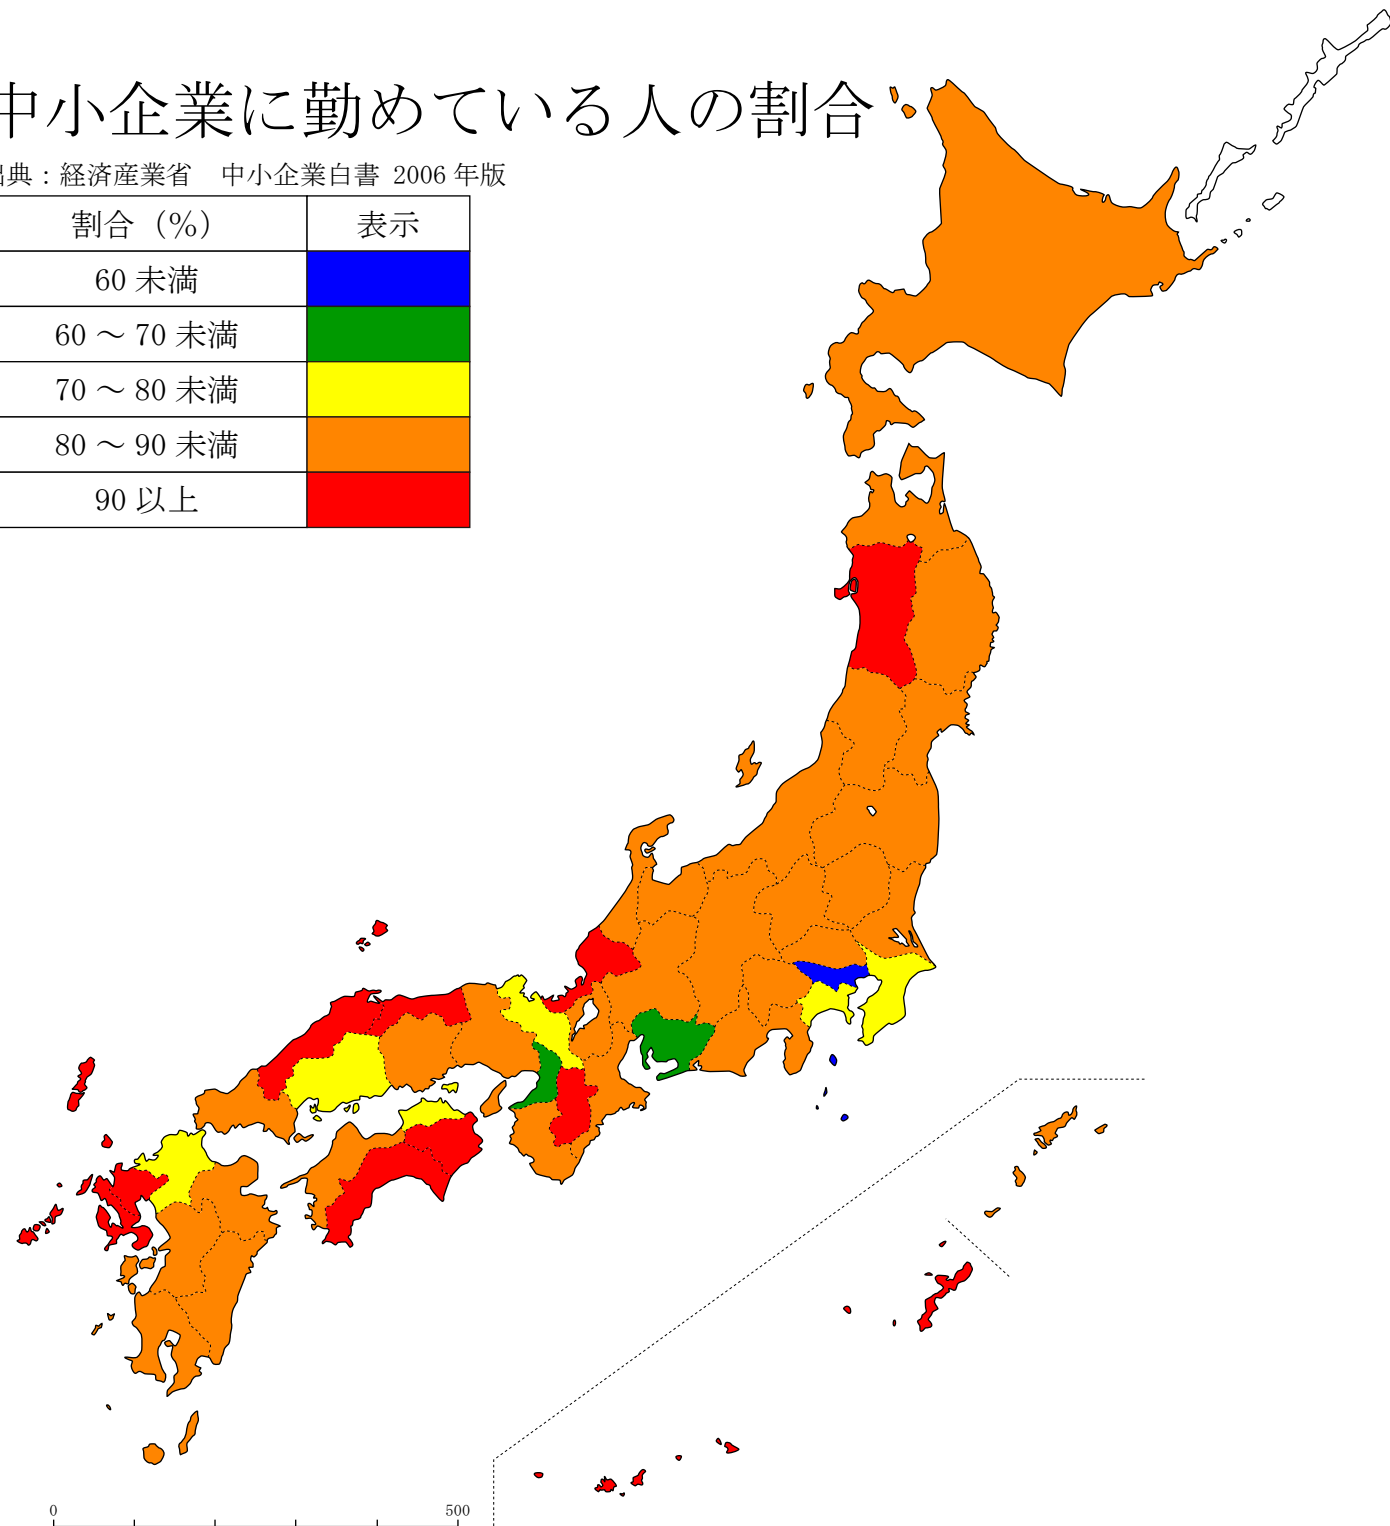 中小企業に勤めている人の割合
出典：経済産業省　中小企業白書 2006 年版
割合（％） 表示
60 未満
60 ～ 70 未満
70 ～ 80 未満
80 ～ 90 未満
90 以上
0 500